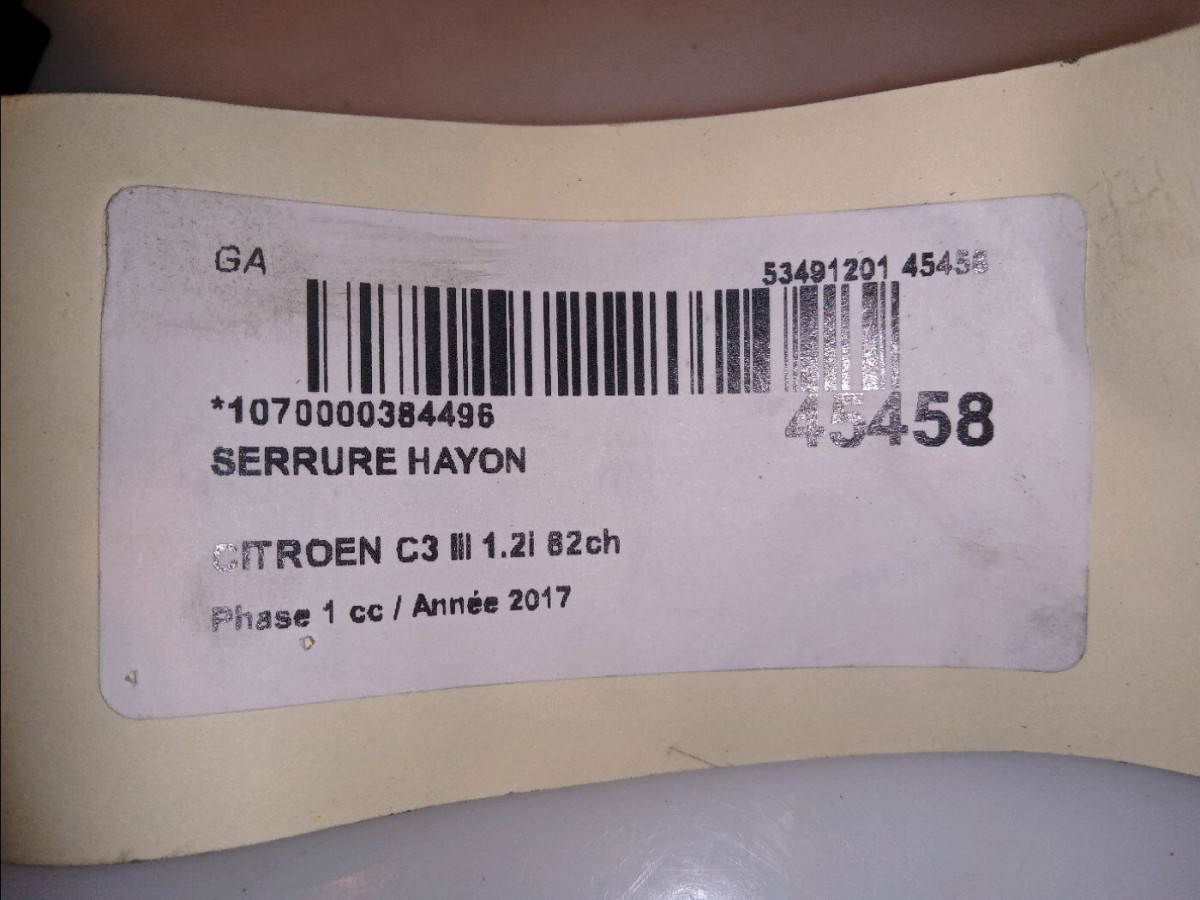 GA
53491201 45458
*1070000384496
45458
SERRURE HAYON
CITROEN C3 III 1.2i 82ch
Phase 1 cc / Année 2017